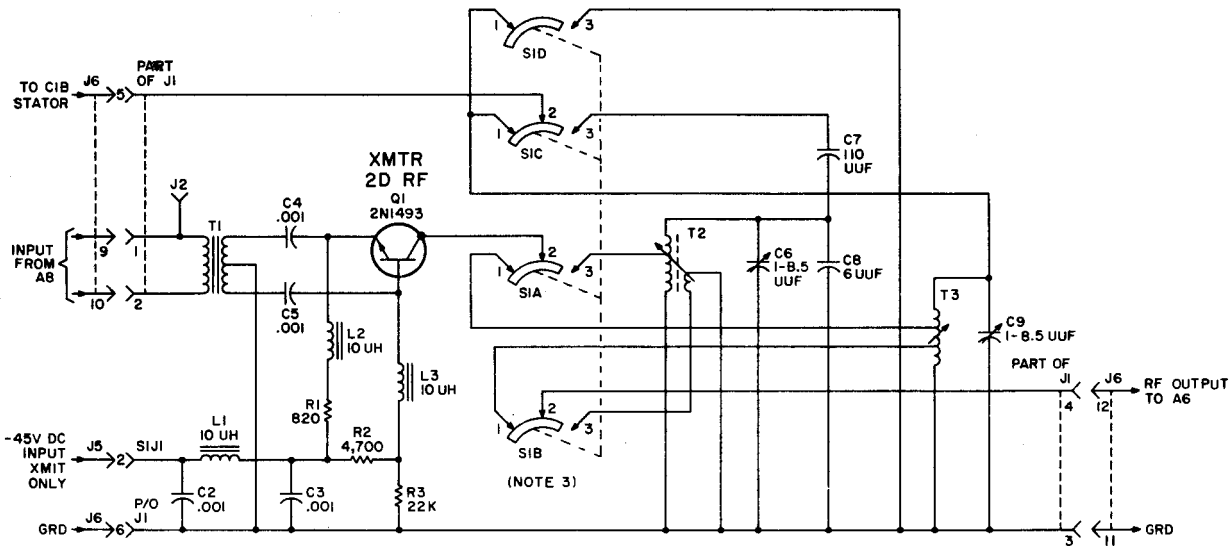 1
3
S1D
TO C1B
STATOR
J6
5
PART
OF J1
2
1
3
S1C
C7
110
UUF
XMTR
2D RF
Q1
2N1493
J2
T1
C4
.001
INPUT
FROM
A8
9
1
10
2
C5
.001
2
1
3
S1A
T2
C6
1-8.5
UUF
C8
6 UUF
T3
C9
1-8.5 UUF
L2
10 UH
L3
10 UH
R1
820
R2
4,700
R3
22K
2
1
3
S1B
(NOTE 3)
PART OF
J1
J6
4
12
RF OUTPUT
TO A6
-45V DC
INPUT
XMIT
ONLY
J5
2
S1J1
L1
10 UH
C2
.001
C3
.001
P/O
J1
GRD
J6
6
3
11
GRD